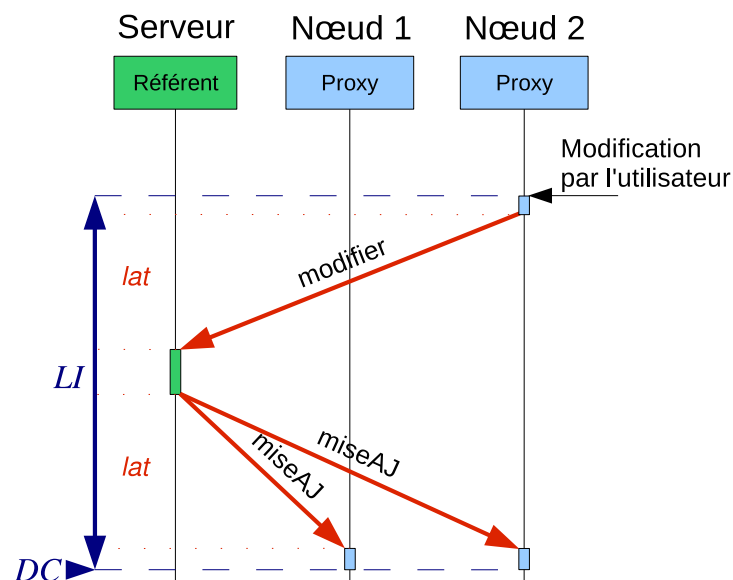 Serveur
Nœud 1
Nœud 2
Référent
Proxy
Proxy
Modification
par l'utilisateur
modifier
lat
LI
miseAJ
miseAJ
lat
DC